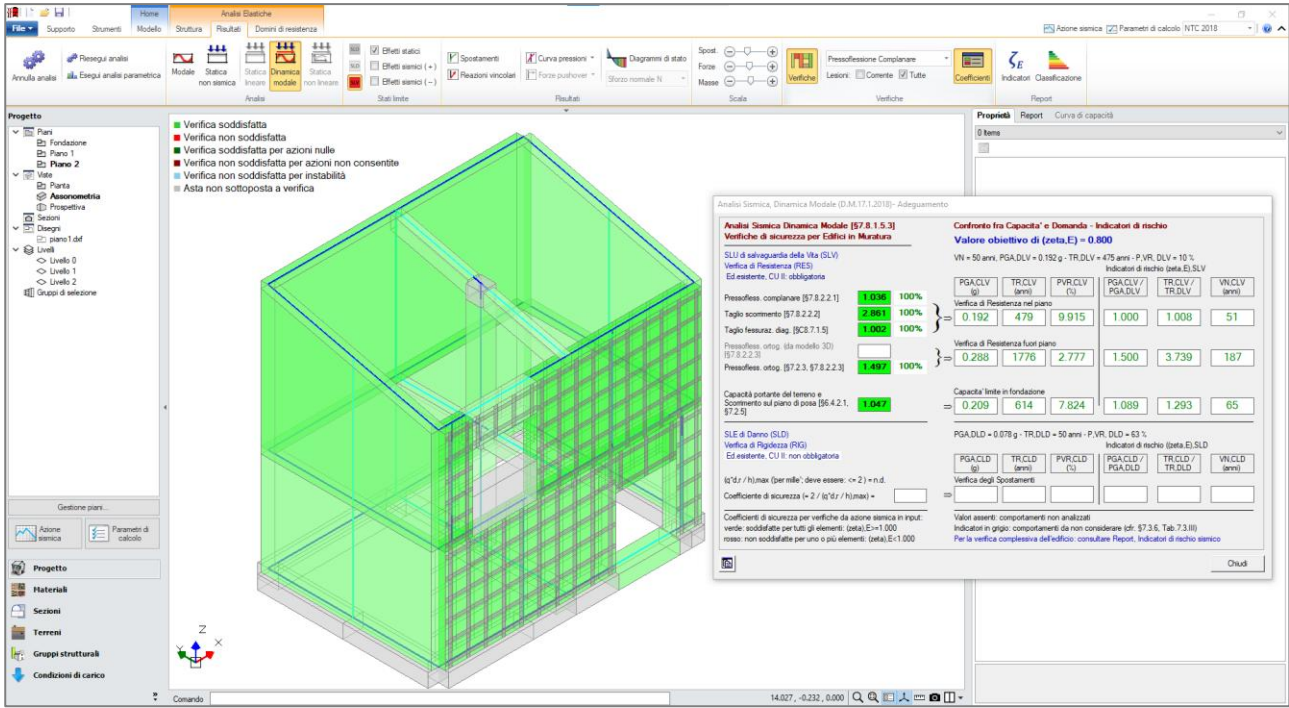 Home
Analisi Elastiche
File
Supporto
Strumenti
Modello
Struttura
Risultati
Domini di resistenza
Azione sismica
Parametri di calcolo
NTC 2018
Annulla analisi
Riesegui analisi
Esegui analisi parametrica
Modale
Statica non sismica
Statica lineare
Dinamica modale
Statica non lineare
Analisi
Effetti statici
Effetti sismici (+)
Effetti sismici (−)
Stati limite
Spostamenti
Reazioni vincolari
Curva pressioni
Forze pushover
Diagrammi di stato
Sforzo normale N
Risultati
Spost.
Forze
Masse
Scala
Verifiche
Pressoflessione Complanare
Lesioni:
Corrente
Tutte
Verifiche
Coefficienti
Indicatori
Classificazione
Report
Progetto
Piani
Fondazione
Piano 1
Piano 2
Viste
Pianta
Assonometria
Prospettiva
Sezioni
Disegni
piano1.dxf
Livelli
Livello 0
Livello 1
Livello 2
Gruppi di selezione
Gestione piani...
Azione sismica
Parametri di calcolo
Progetto
Materiali
Sezioni
Terreni
Gruppi strutturali
Condizioni di carico
Verifica soddisfatta
Verifica non soddisfatta
Verifica soddisfatta per azioni nulle
Verifica non soddisfatta per azioni non consentite
Verifica non soddisfatta per instabilità
Asta non sottoposta a verifica
Z
X
Y
Comando
14.027 , -0.232 , 0.000
Proprietà
Report
Curva di capacità
0 Items
Analisi Sismica, Dinamica Modale (D.M.17.1.2018)- Adeguamento
Analisi Sismica Dinamica Modale [§7.8.1.5.3]
Verifiche di sicurezza per Edifici in Muratura
SLU di salvaguardia della Vita (SLV)
Verifica di Resistenza (RES)
Ed.esistente, CU II: obbligatoria
Pressofless. complanare [§7.8.2.2.1] 1.036 100%
Taglio scorrimento [§7.8.2.2.2] 2.861 100%
Taglio fessuraz. diag. [§C8.7.1.5] 1.002 100%
Pressofless. ortog. (da modello 3D)
[§7.8.2.2.3]
Pressofless. ortog. [§7.2.3, §7.8.2.2.3] 1.497 100%
Capacità portante del terreno e
Scorrimento sul piano di posa [§6.4.2.1, 1.047
§7.2.5]
SLE di Danno (SLD)
Verifica di Rigidezza (RIG)
Ed.esistente, CU II: non obbligatoria
(q*d,r / h),max ('per mille'; deve essere: <= 2 ) = n.d.
Coefficiente di sicurezza (= 2 / (q*d,r / h),max) =
Coefficienti di sicurezza per verifiche da azione sismica in input:
verde: soddisfatte per tutti gli elementi: (zeta),E>=1.000
rosso: non soddisfatte per uno o più elementi: (zeta),E<1.000
Confronto fra Capacita' e Domanda - Indicatori di rischio
Valore obiettivo di (zeta,E) = 0.800
VN = 50 anni, PGA,DLV = 0.192 g - TR,DLV = 475 anni - P,VR, DLV = 10 %
Indicatori di rischio (zeta,E),SLV
PGA,CLV (g)
TR,CLV (anni)
PVR,CLV (%)
PGA,CLV / PGA,DLV
TR,CLV / TR,DLV
VN,CLV (anni)
Verifica di Resistenza nel piano
0.192 479 9.915 1.000 1.008 51
Verifica di Resistenza fuori piano
0.288 1776 2.777 1.500 3.739 187
Capacita' limite in fondazione
0.209 614 7.824 1.089 1.293 65
PGA,DLD = 0.078 g - TR,DLD = 50 anni - P,VR, DLD = 63 %
Indicatori di rischio ((zeta,E),SLD
PGA,CLD (g)
TR,CLD (anni)
PVR,CLD (%)
PGA,CLD / PGA,DLD
TR,CLD / TR,DLD
VN,CLD (anni)
Verifica degli Spostamenti
Valori assenti: comportamenti non analizzati
Indicatori in grigio: comportamenti da non considerare (cfr. §7.3.6, Tab.7.3.III)
Per la verifica complessiva dell'edificio: consultare Report, Indicatori di rischio sismico
Chiudi